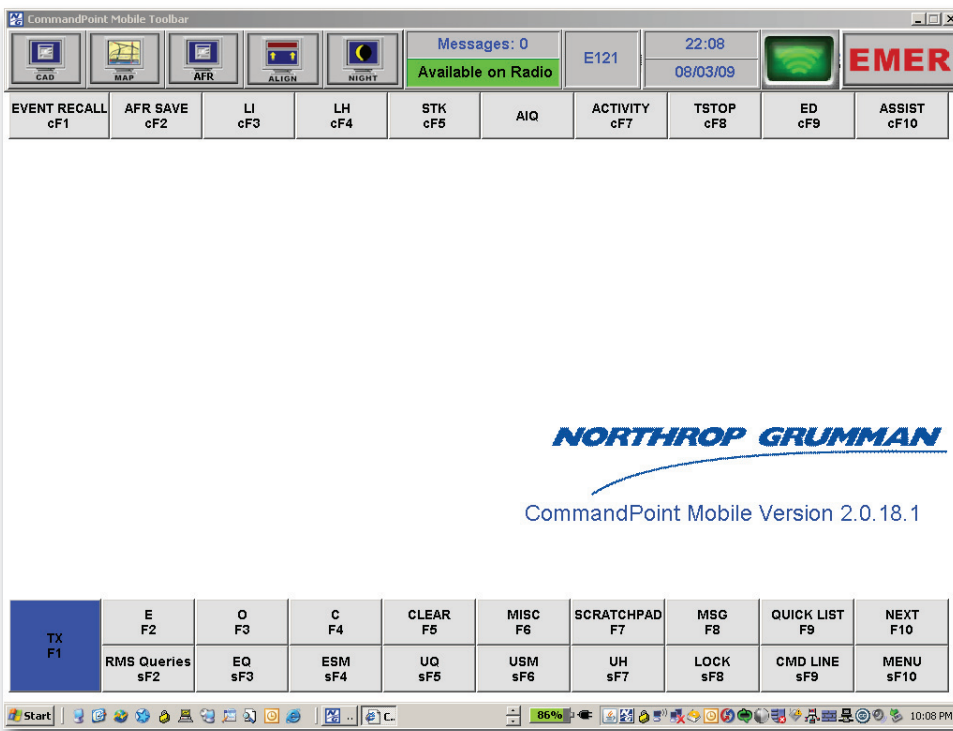 CommandPoint Mobile Toolbar
CAD
MAP
AFR
ALIGN
NIGHT
Messages: 0
Available on Radio
E121
22:08
08/03/09
EMER
EVENT RECALL
cF1
AFR SAVE
cF2
LI
cF3
LH
cF4
STK
cF5
AIQ
ACTIVITY
cF7
TSTOP
cF8
ED
cF9
ASSIST
cF10
NORTHROP GRUMMAN
CommandPoint Mobile Version 2.0.18.1
TX
F1
E
F2
O
F3
C
F4
CLEAR
F5
MISC
F6
SCRATCHPAD
F7
MSG
F8
QUICK LIST
F9
NEXT
F10
RMS Queries
sF2
EQ
sF3
ESM
sF4
UQ
sF5
USM
sF6
UH
sF7
LOCK
sF8
CMD LINE
sF9
MENU
sF10
Start
..
C..
86%
10:08 PM